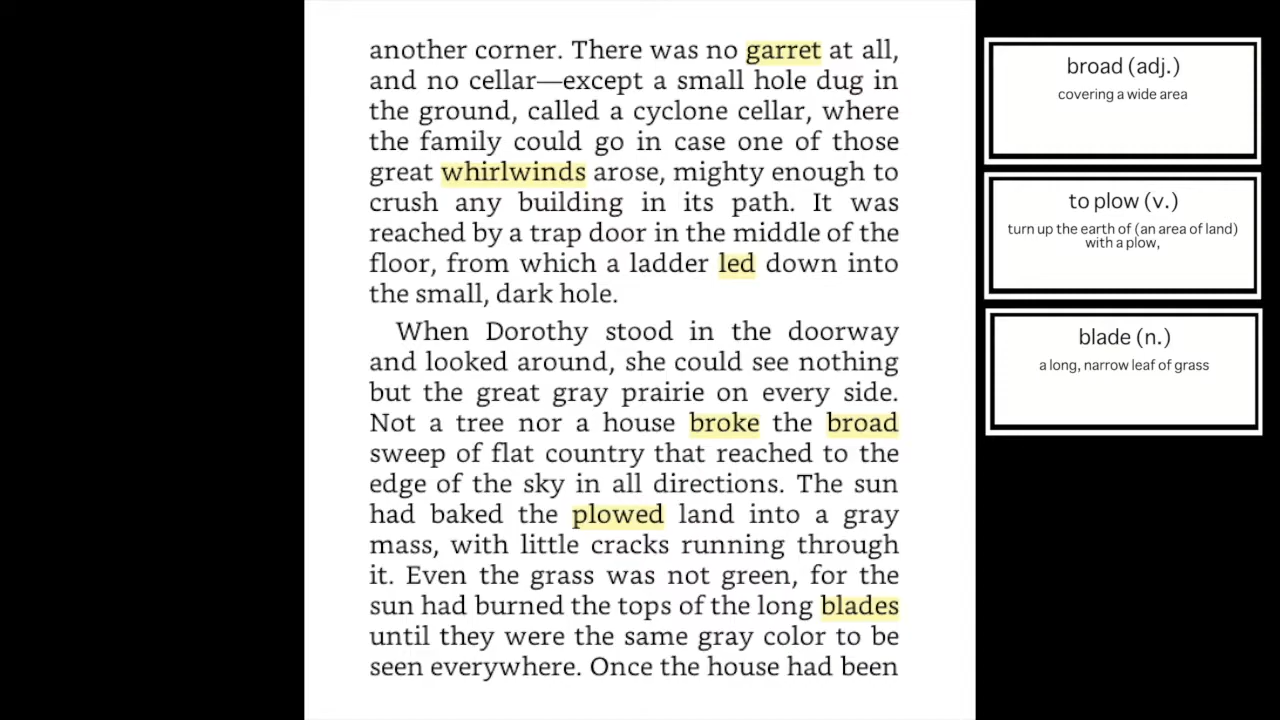 another corner. There was no garret at all,
and no cellar—except a small hole dug in
the ground, called a cyclone cellar, where
the family could go in case one of those
great whirlwinds arose, mighty enough to
crush any building in its path. It was
reached by a trap door in the middle of the
floor, from which a ladder led down into
the small, dark hole.
When Dorothy stood in the doorway
and looked around, she could see nothing
but the great gray prairie on every side.
Not a tree nor a house broke the broad
sweep of flat country that reached to the
edge of the sky in all directions. The sun
had baked the plowed land into a gray
mass, with little cracks running through
it. Even the grass was not green, for the
sun had burned the tops of the long blades
until they were the same gray color to be
seen everywhere. Once the house had been
broad (adj.)
covering a wide area
to plow (v.)
turn up the earth of (an area of land)
with a plow,
blade (n.)
a long, narrow leaf of grass